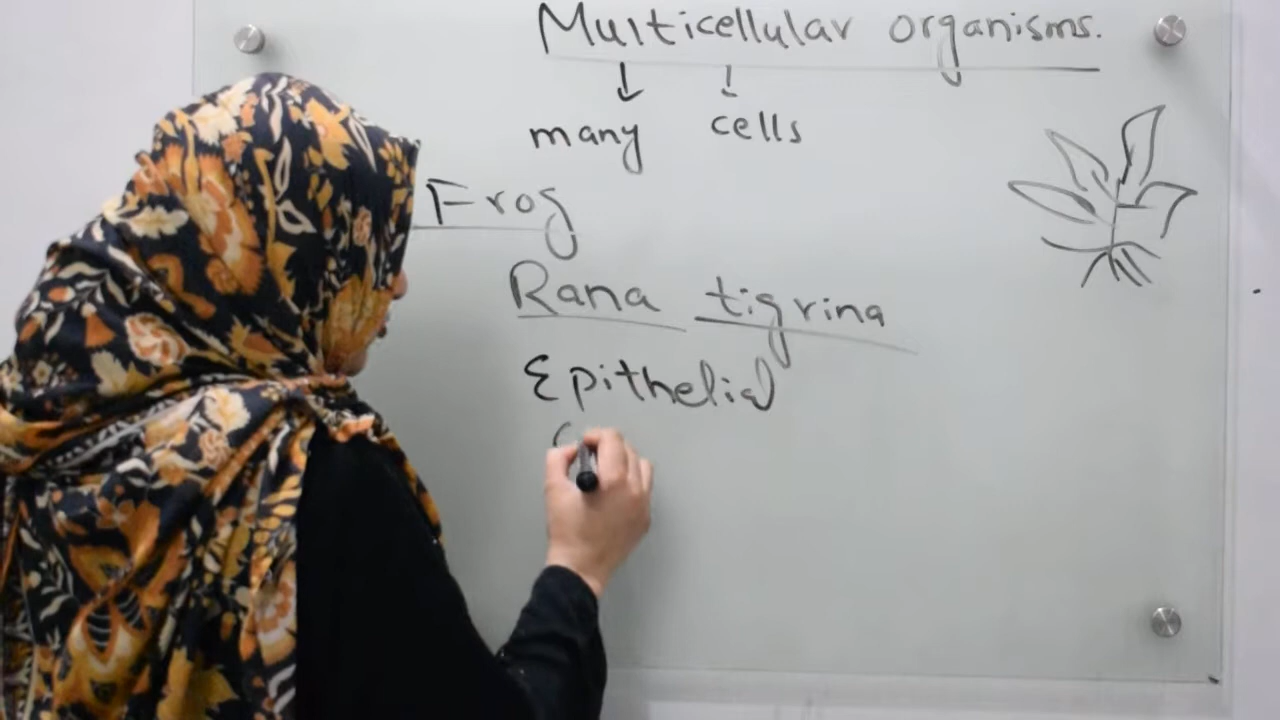 Multicellular organisms.
many cells
Frog
Rana tigrina
Epithelial